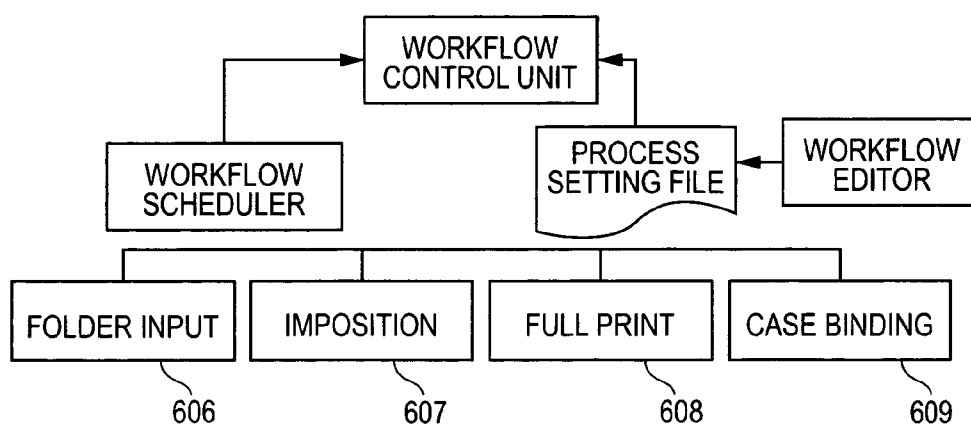 WORKFLOW
CONTROL UNIT
WORKFLOW
SCHEDULER
PROCESS
SETTING FILE
WORKFLOW
EDITOR
FOLDER INPUT
IMPOSITION
FULL PRINT
CASE BINDING
606
607
608
609